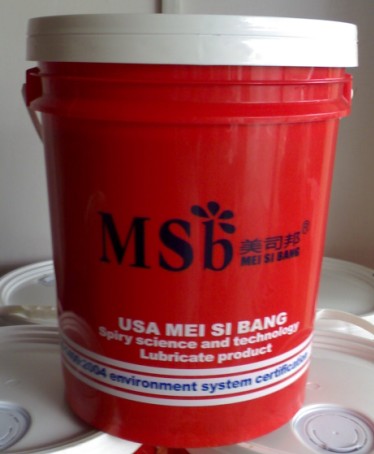 MSb 美司邦®
MEI SI BANG
USA MEI SI BANG
Spiry science and technology
Lubricate product
2004 environment system certification